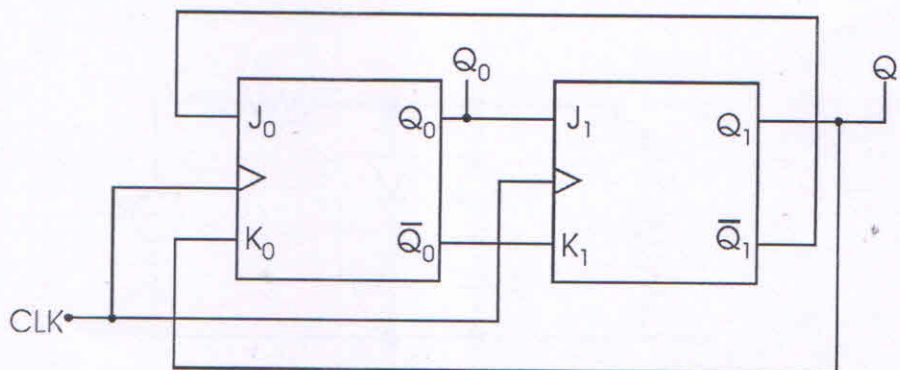 Q₀
Q
J₀
Q₀
J₁
Q₁
K₀
Q̅₀
K₁
Q̅₁
CLK